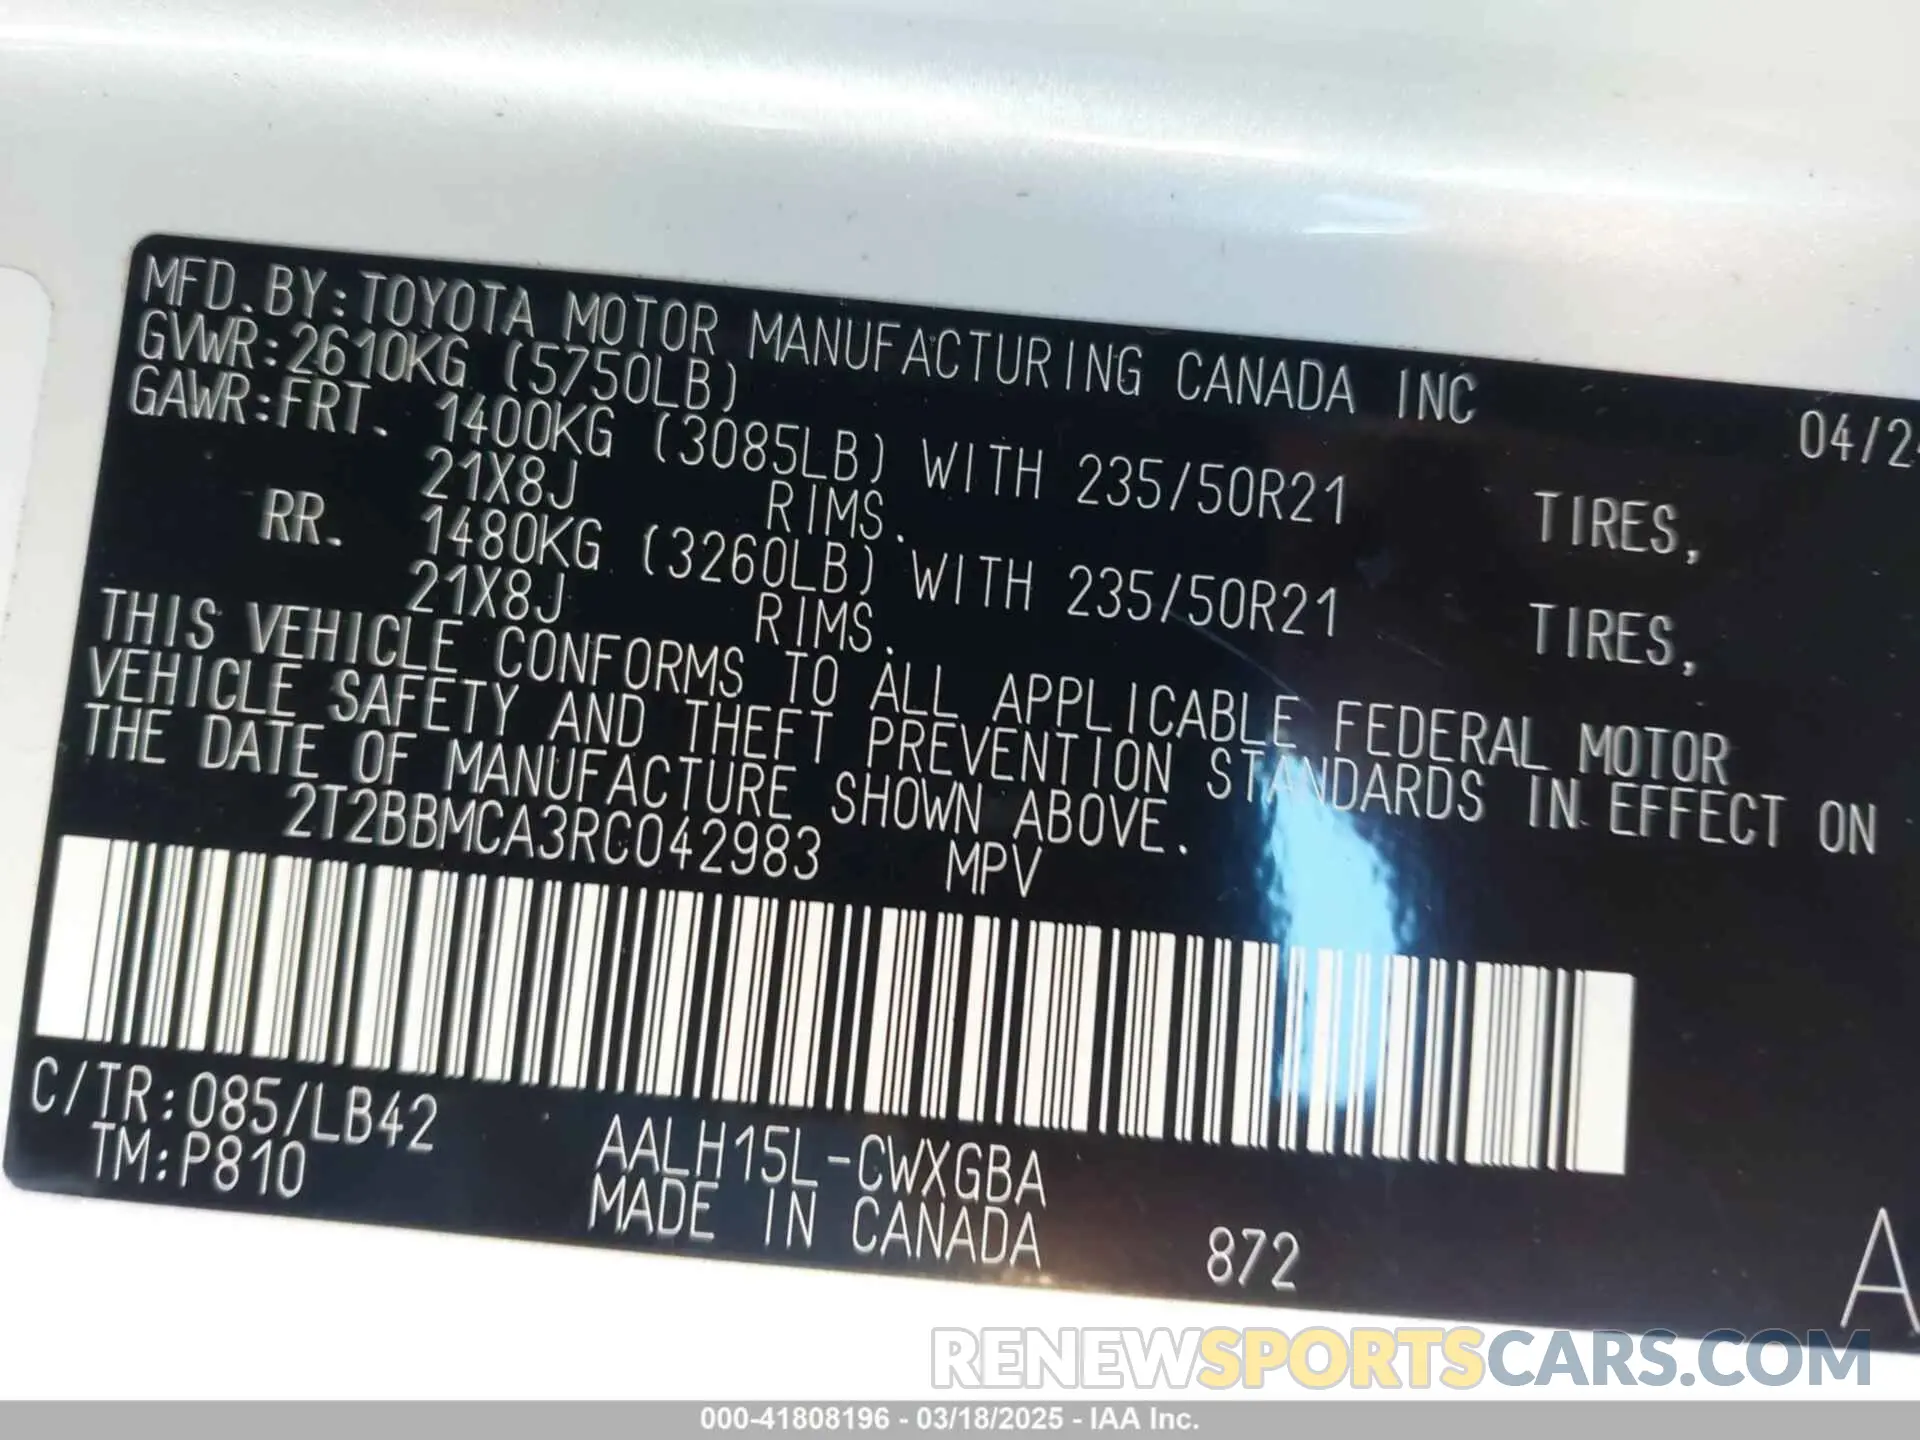 MFD.BY:TOYOTA MOTOR MANUFACTURING CANADA INC 04/2
GVWR:2610KG (5750LB)
GAWR:FRT. 1400KG (3085LB) WITH 235/50R21 TIRES,
21X8J RIMS.
RR. 1480KG (3260LB) WITH 235/50R21 TIRES,
21X8J RIMS.
THIS VEHICLE CONFORMS TO ALL APPLICABLE FEDERAL MOTOR
VEHICLE SAFETY AND THEFT PREVENTION STANDARDS IN EFFECT ON
THE DATE OF MANUFACTURE SHOWN ABOVE.
2T2BBMCA3RC042983 MPV
C/TR:085/LB42 AALH15L-CWXGBA
TM:P810 MADE IN CANADA 872
A
RENEWSPORTSCARS.COM
000-41808196 - 03/18/2025 - IAA Inc.